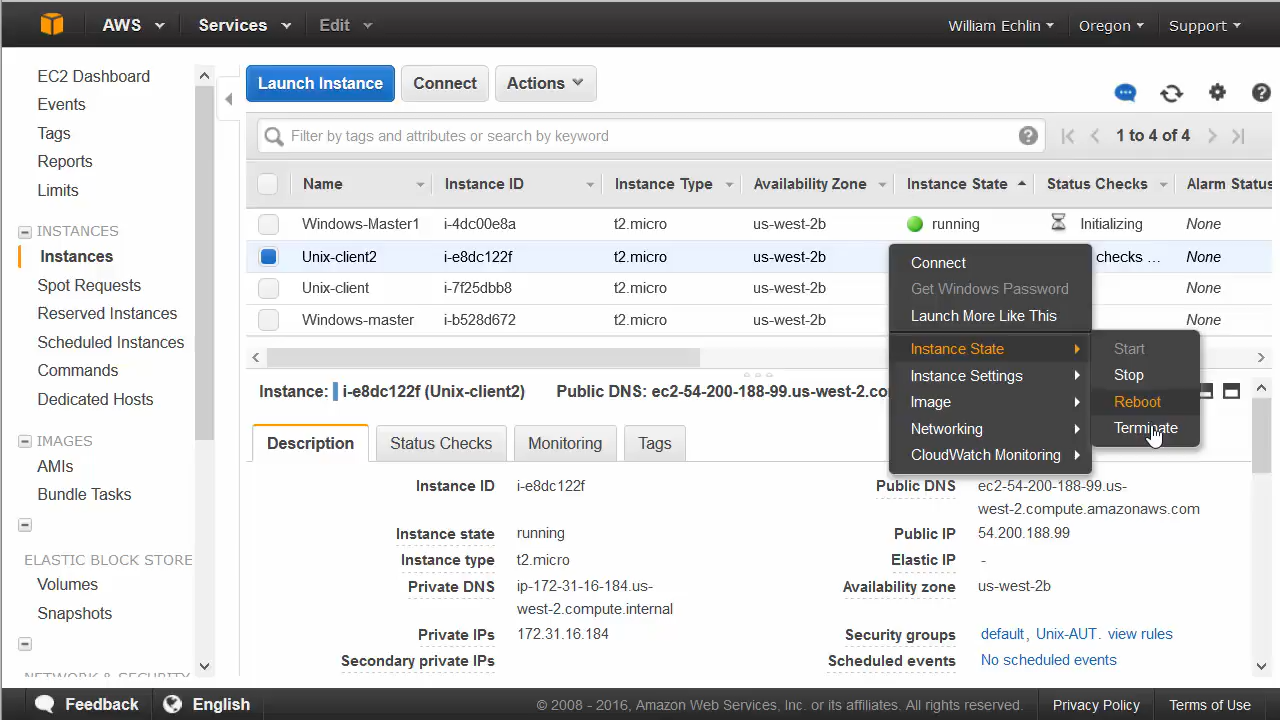 AWS Services Edit William Echlin Oregon Support
EC2 Dashboard
Events
Tags
Reports
Limits
INSTANCES
Instances
Spot Requests
Reserved Instances
Scheduled Instances
Commands
Dedicated Hosts
IMAGES
AMIs
Bundle Tasks
ELASTIC BLOCK STORE
Volumes
Snapshots
NETWORK & SECURITY
Launch Instance Connect Actions
Filter by tags and attributes or search by keyword 1 to 4 of 4
Name Instance ID Instance Type Availability Zone Instance State Status Checks Alarm Status
Windows-Master1 i-4dc00e8a t2.micro us-west-2b running Initializing None
Unix-client2 i-e8dc122f t2.micro us-west-2b checks ... None
Unix-client i-7f25dbb8 t2.micro us-west-2b None
Windows-master i-b528d672 t2.micro us-west-2b None
Connect
Get Windows Password
Launch More Like This
Instance State
Instance Settings
Image
Networking
CloudWatch Monitoring
Start
Stop
Reboot
Terminate
Instance: i-e8dc122f (Unix-client2) Public DNS: ec2-54-200-188-99.us-west-2.co
Description Status Checks Monitoring Tags
Instance ID i-e8dc122f
Instance state running
Instance type t2.micro
Private DNS ip-172-31-16-184.us-
west-2.compute.internal
Private IPs 172.31.16.184
Secondary private IPs
Public DNS ec2-54-200-188-99.us-
west-2.compute.amazonaws.com
Public IP 54.200.188.99
Elastic IP -
Availability zone us-west-2b
Security groups default, Unix-AUT. view rules
Scheduled events No scheduled events
Feedback English © 2008 - 2016, Amazon Web Services, Inc. or its affiliates. All rights reserved. Privacy Policy Terms of Use